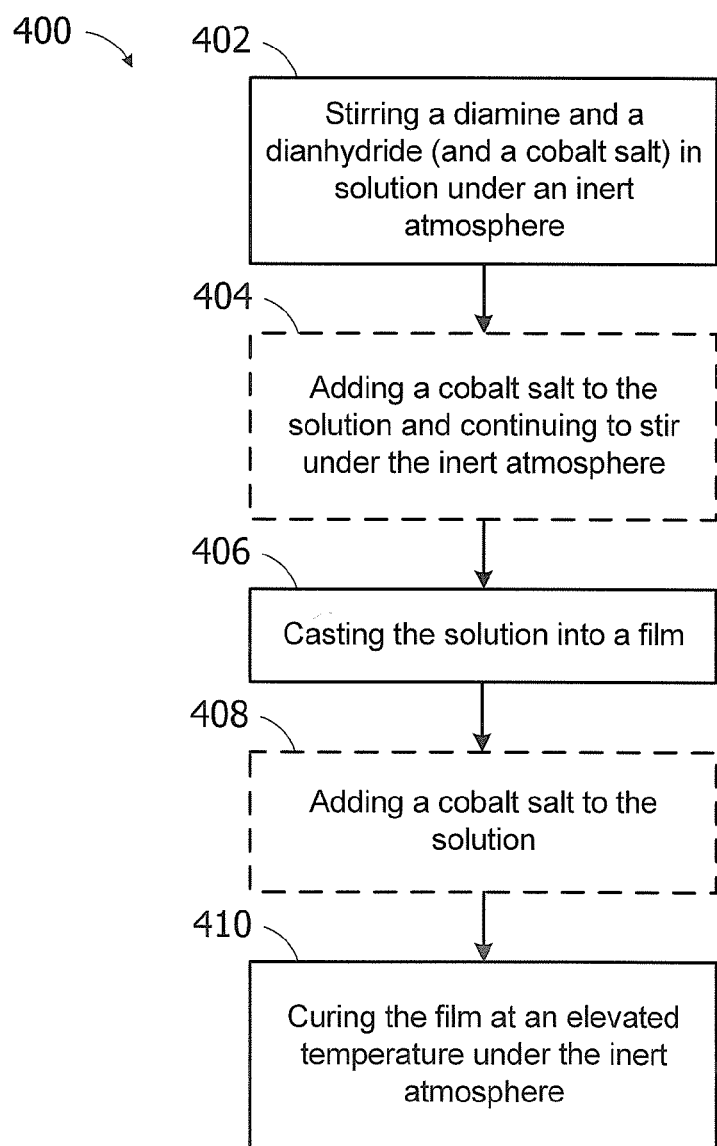 400
402
Stirring a diamine and a
dianhydride (and a cobalt salt) in
solution under an inert
atmosphere
404
Adding a cobalt salt to the
solution and continuing to stir
under the inert atmosphere
406
Casting the solution into a film
408
Adding a cobalt salt to the
solution
410
Curing the film at an elevated
temperature under the inert
atmosphere